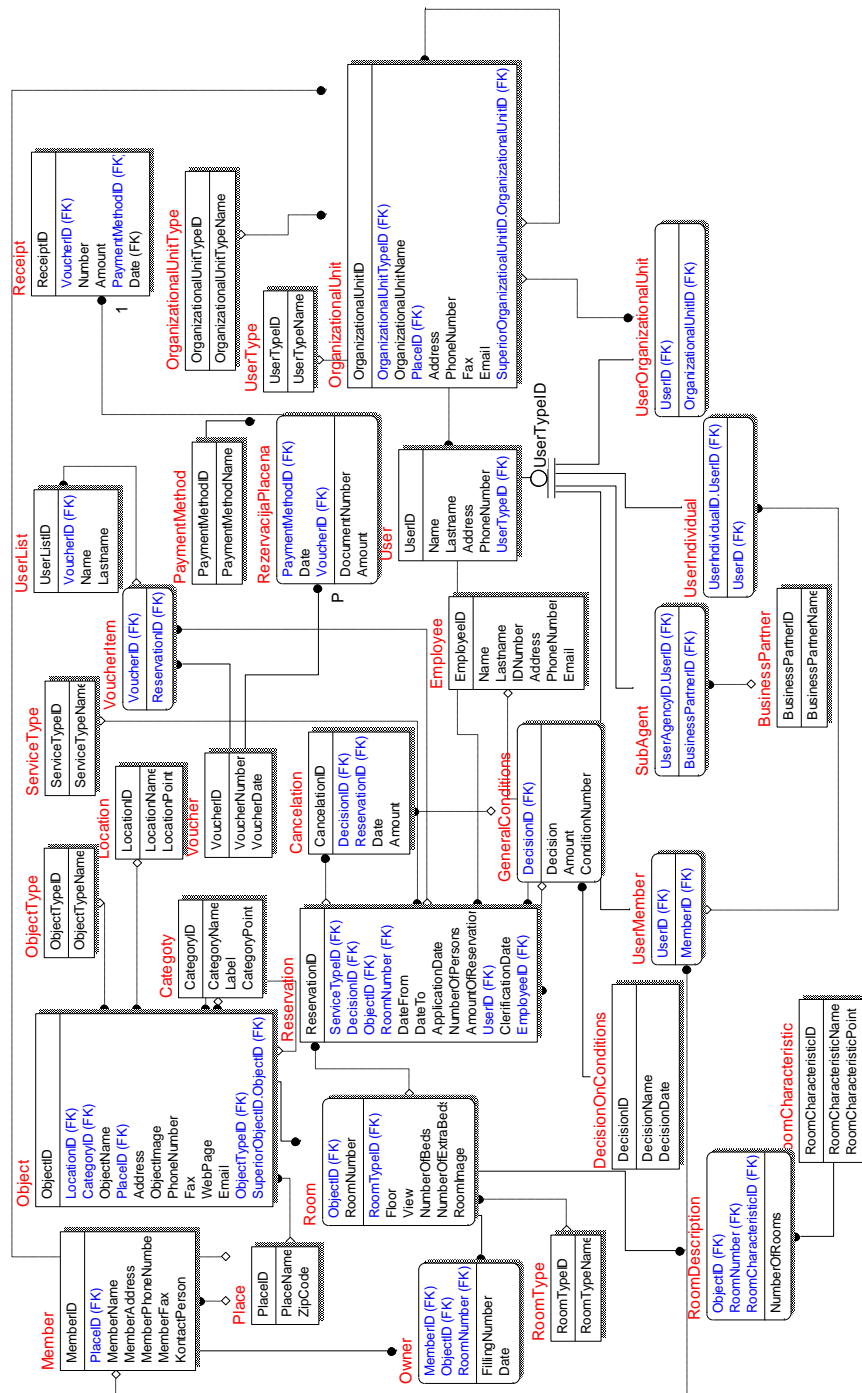 Member
MemberID
PlaceID (FK)
MemberName
MemberAddress
MemberPhoneNumbe
MemberFax
KontactPerson
Object
ObjectID
LocationID (FK)
CategoryID (FK)
ObjectName
PlaceID (FK)
Address
ObjectImage
PhoneNumber
Fax
WebPage
Email
ObjectTypeID (FK)
SuperiorObjectID.ObjectID (FK)
ObjectType
ObjectTypeID
ObjectTypeName
Location
LocationID
LocationName
LocationPoint
ServiceType
ServiceTypeID
ServiceTypeName
UserList
UserListID
VoucherID (FK)
Name
Lastname
Receipt
ReceiptID
VoucherID (FK)
Number
Amount
PaymentMethodID (FK)
Date (FK)
1
VoucherItem
VoucherID (FK)
ReservationID (FK)
PaymentMethod
PaymentMethodID
PaymentMethodName
OrganizationalUnitType
OrganizationalUnitTypeID
OrganizationalUnitTypeName
Place
PlaceID
PlaceName
ZipCode
Categoty
CategoryID
CategoryName
Label
CategoryPoint
Voucher
VoucherID
VoucherNumber
VoucherDate
RezervacijaPlacena
PaymentMethodID (FK)
Date
VoucherID (FK)
DocumentNumber
Amount
P
UserType
UserTypeID
UserTypeName
Owner
MemberID (FK)
ObjectID (FK)
RoomNumber (FK)
FillingNumber
Date
Room
ObjectID (FK)
RoomNumber
RoomTypeID (FK)
Floor
View
NumberOfBeds
NumberOfExtraBeds
RoomImage
Reservation
ReservationID
ServiceTypeID (FK)
DecisionID (FK)
ObjectID (FK)
RoomNumber (FK)
DateFrom
DateTo
ApplicationDate
NumberOfPersons
AmountOfReservation
UserID (FK)
ClerificationDate
EmployeeID (FK)
Cancelation
CancelationID
DecisionID (FK)
ReservationID (FK)
Date
Amount
Employee
EmployeeID
Name
Lastname
IDNumber
Address
PhoneNumber
Email
User
UserID
Name
Lastname
Address
PhoneNumber
UserTypeID (FK)
OrganizationalUnit
OrganizationalUnitID
OrganizationalUnitTypeID (FK)
OrganizationalUnitName
PlaceID (FK)
Address
PhoneNumber
Fax
Email
SuperiorOrganizatioalUnitID.OrganizationalUnitID (FK)
RoomType
RoomTypeID
RoomTypeName
GeneralConditions
DecisionID (FK)
Decision
Amount
ConditionNumber
UserTypeID
DecisionOnConditions
DecisionID
DecisionName
DecisionDate
UserMember
UserID (FK)
MemberID (FK)
SubAgent
UserAgencyID.UserID (FK)
BusinessPartnerID (FK)
UserIndividual
UserIndividualID.UserID (FK)
UserID (FK)
UserOrganizationalUnit
UserID (FK)
OrganizationalUnitID (FK)
RoomDescription
ObjectID (FK)
RoomNumber (FK)
RoomCharacteristicID (FK)
NumberOfRooms
RoomCharacteristic
RoomCharacteristicID
RoomCharacteristicName
RoomCharacteristicPoint
BusinessPartner
BusinessPartnerID
BusinessPartnerName